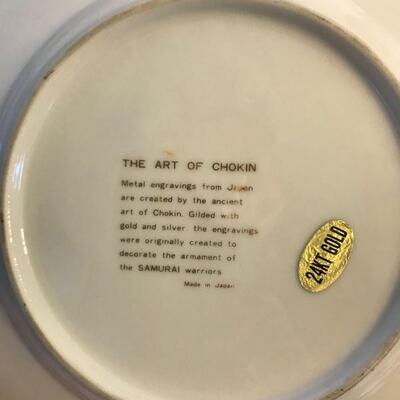 THE ART OF CHOKIN
Metal engravings from Japan
are created by the ancient
art of Chokin. Gilded with
gold and silver the engravings
were originally created to
decorate the armament of
the SAMURAI warriors
Made in Japan
24KT GOLD